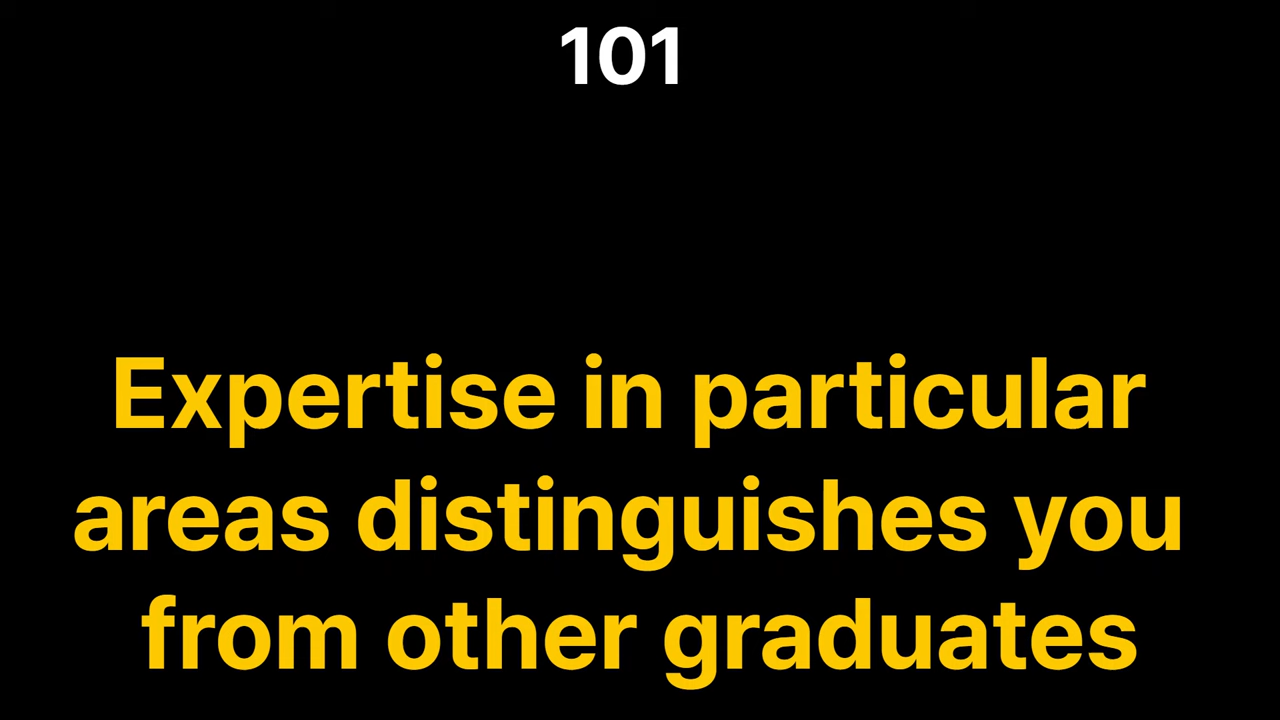 101
Expertise in particular
areas distinguishes you
from other graduates